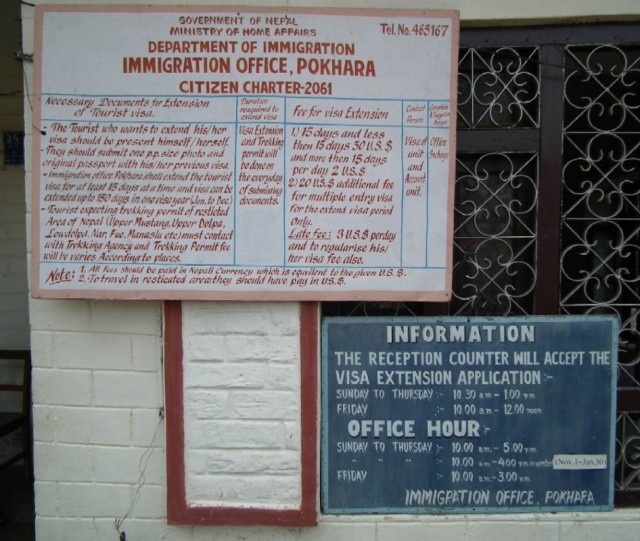 GOVERNMENT OF NEPAL
MINISTRY OF HOME AFFAIRS
Tel. No. 465167
DEPARTMENT OF IMMIGRATION
IMMIGRATION OFFICE, POKHARA
CITIZEN CHARTER-2061
Necessary Documents for Extension
of Tourist visa.
- The Tourist who wants to extend his/her
visa should be present himself/herself.
- They should submit one p.p. size photo and
original passport with his/her previous visa.
- Immigration office Pokhara shall extend the tourist
visa for at least 15 days at a time and visa can be
extended up to 150 days in one visa year (Jan. to Dec.)
- Tourist expecting trekking permit of resticted
Area of Nepal (Upper Mustang, Upper Dolpa,
Lowdolpa, Nar, Fue, Manaslu etc) must contact
with Trekking Agency and Trekking Permit fee
will be varies According to places.
Duration
reaquired to
extend visa
Visa Extension
and Trekking
permit will
be done on
the everyday
of submiting
documents.
Fee for visa Extension
1) 15 days and less
then 15 days 30 U.S. $
and more then 15 days
per day 2 U.S $
2) 20 U.S $ additional fee
for multiple entry visa
for the extend visa period
Only.
Late fee: 3 U.S $ perday
and to regularise his/
her visa fee also.
Contact
Person
Visa
unit
and
Account
unit.
Complain
& Suggestion
Person
Office
Incharge
Note: 1. All fees should be paid in Nepali Currency which is equilent to the given U.S. $.
2. To travel in resticated area they should have pay in U.S. $
INFORMATION
THE RECEPTION COUNTER WILL ACCEPT THE
VISA EXTENSION APPLICATION :-
SUNDAY TO THURSDAY :- 10.30 a.m - 1.00 p.m
FRIDAY :- 10.00 a.m - 12.00 noon
OFFICE HOUR :-
SUNDAY TO THURSDAY :- 10.00 a.m - 5.00 p.m
" " " :- 10.00 a.m - 4.00 p.m in winter (Nov. 1-Jan.30)
FRIDAY :- 10.00 a.m - 3.00 p.m.
IMMIGRATION OFFICE, POKHARA